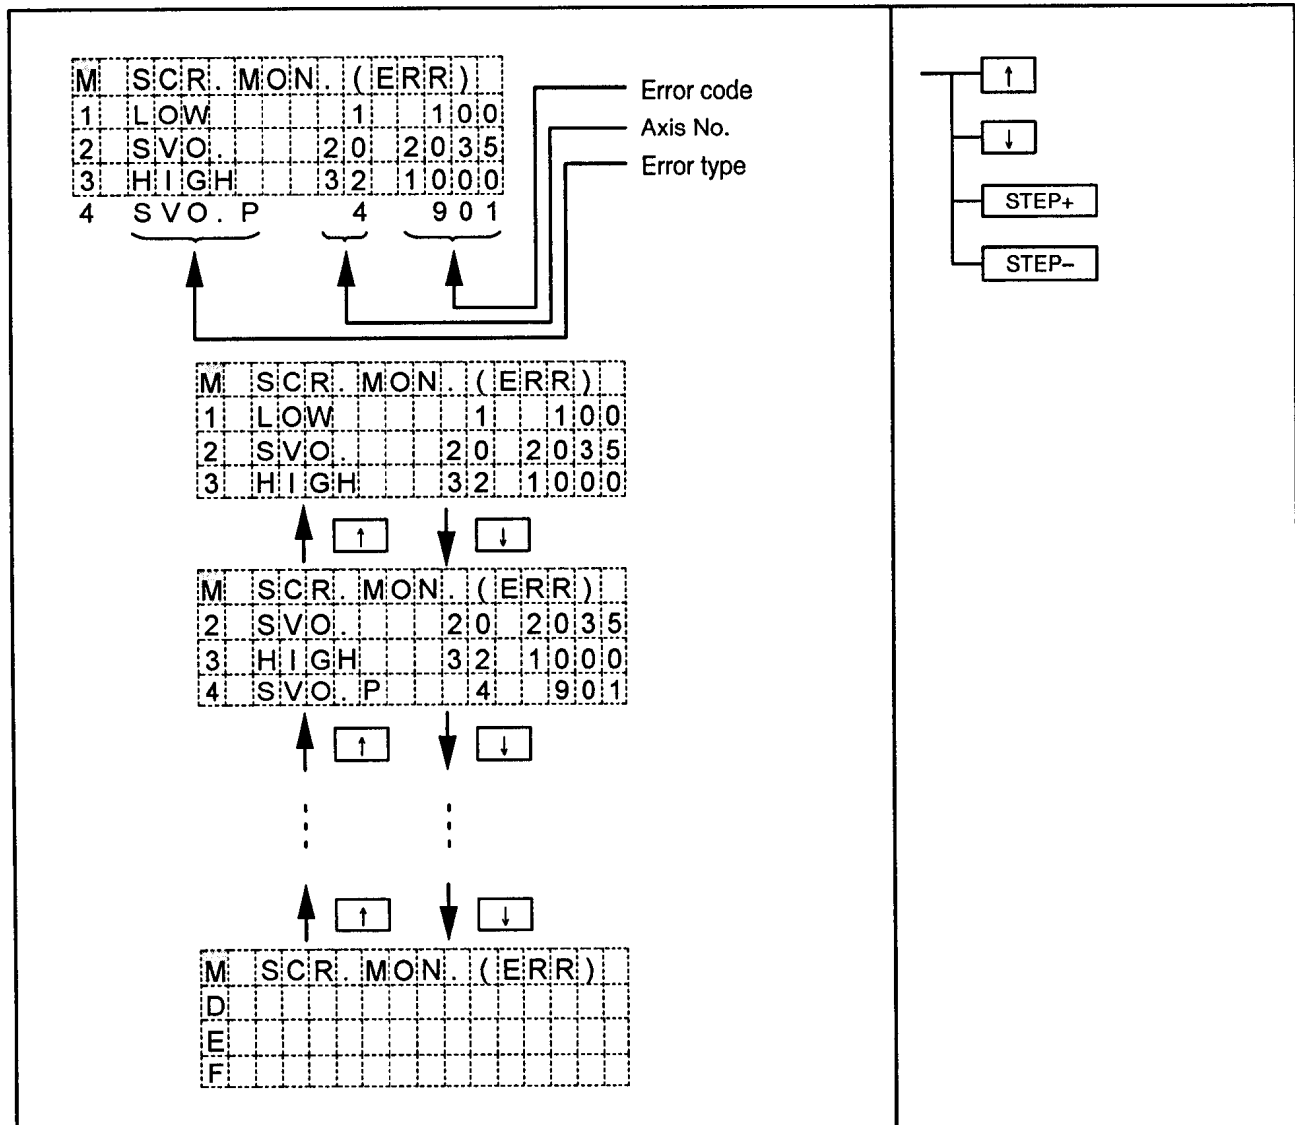 M SCR. MON. (ERR)
1 LOW 1 100
2 SVO. 20 2035
3 HIGH 32 1000
4 SVO. P 4 901
Error code
Axis No.
Error type
↑
↓
STEP+
STEP−
M SCR. MON. (ERR)
1 LOW 1 100
2 SVO. 20 2035
3 HIGH 32 1000
↑ ↓
M SCR. MON. (ERR)
2 SVO. 20 2035
3 HIGH 32 1000
4 SVO. P 4 901
↑ ↓
↑ ↓
M SCR. MON. (ERR)
D
E
F